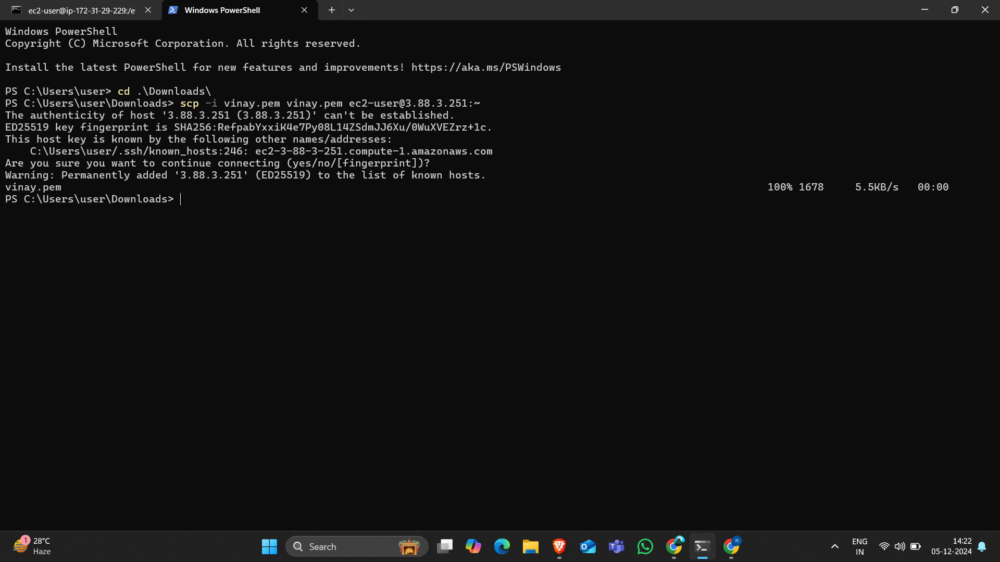 ec2-user@ip-172-31-29-229:/e
Windows PowerShell
Windows PowerShell
Copyright (C) Microsoft Corporation. All rights reserved.
Install the latest PowerShell for new features and improvements! https://aka.ms/PSWindows
PS C:\Users\user> cd .\Downloads\
PS C:\Users\user\Downloads> scp -i vinay.pem vinay.pem ec2-user@3.88.3.251:~
The authenticity of host '3.88.3.251 (3.88.3.251)' can't be established.
ED25519 key fingerprint is SHA256:RefpabYxxiK4e7Py08L14ZSdmJJ6Xu/0WuXVEZrz+1c.
This host key is known by the following other names/addresses:
    C:\Users\user/.ssh/known_hosts:246: ec2-3-88-3-251.compute-1.amazonaws.com
Are you sure you want to continue connecting (yes/no/[fingerprint])?
Warning: Permanently added '3.88.3.251' (ED25519) to the list of known hosts.
vinay.pem 100% 1678 5.5KB/s 00:00
PS C:\Users\user\Downloads>
1
28°C
Haze
Search
n
ENG
IN
14:22
05-12-2024